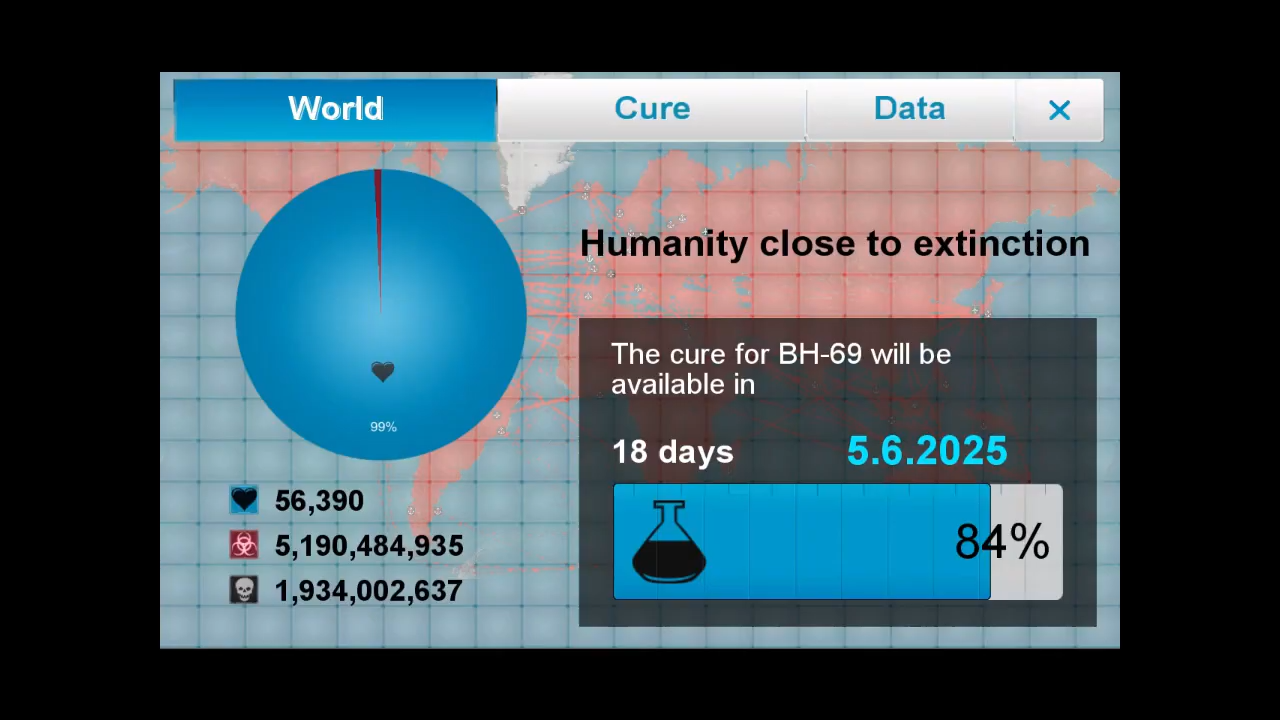 World
Cure
Data
Humanity close to extinction
99%
The cure for BH-69 will be
available in
18 days
5.6.2025
84%
56,390
5,190,484,935
1,934,002,637